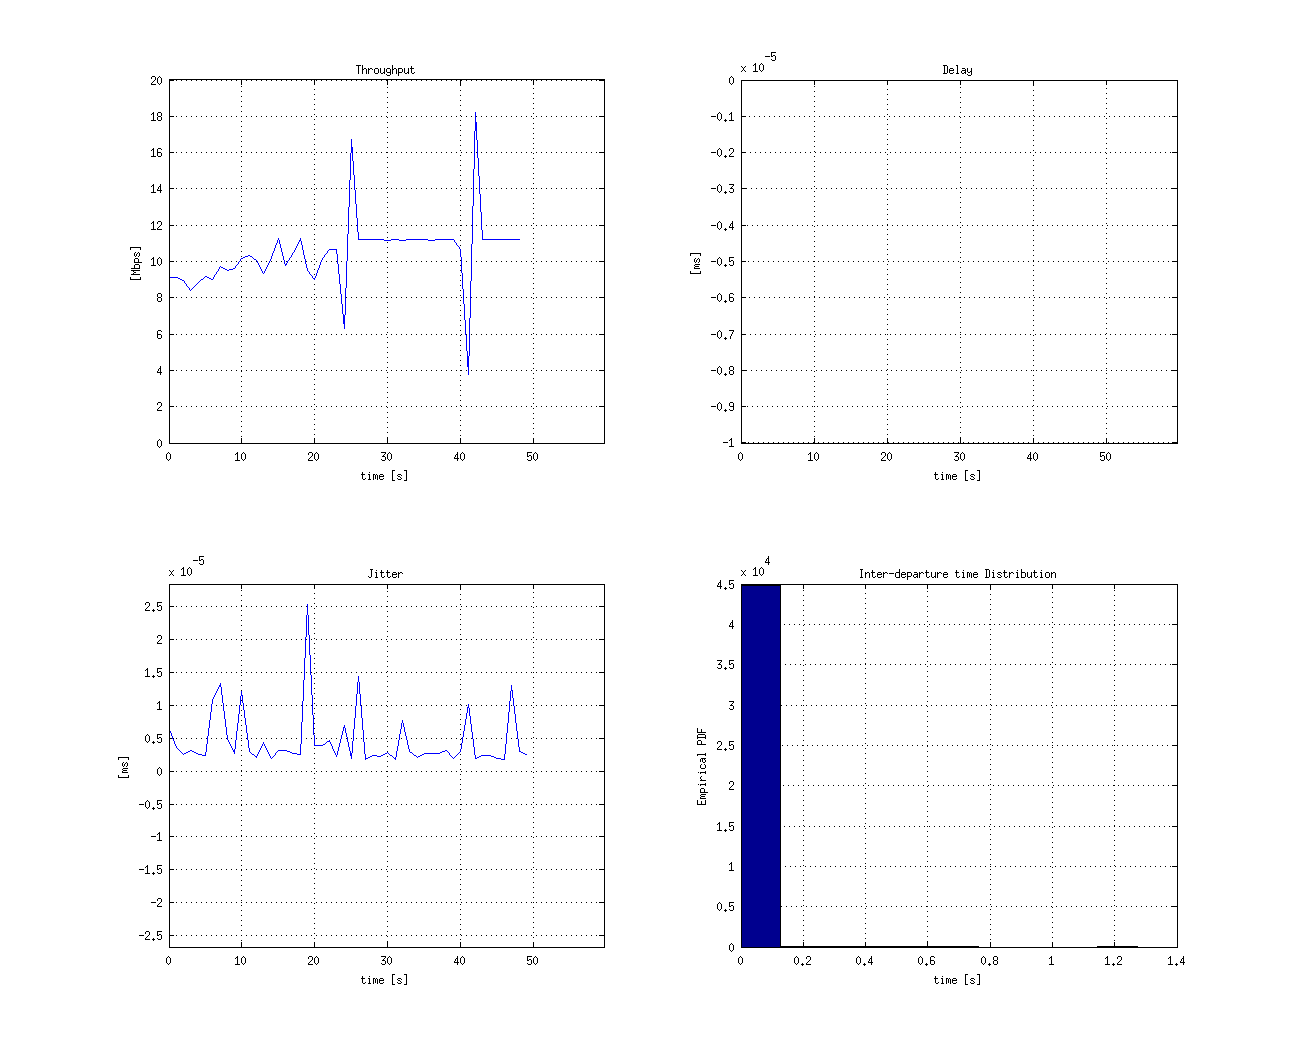 Throughput
20
18
16
14
12
10
8
6
4
2
0
[Mbps]
0 10 20 30 40 50
time [s]
x 10^-5
Delay
0
-0.1
-0.2
-0.3
-0.4
-0.5
-0.6
-0.7
-0.8
-0.9
-1
[ms]
0 10 20 30 40 50
time [s]
x 10^-5
Jitter
2.5
2
1.5
1
0.5
0
-0.5
-1
-1.5
-2
-2.5
[ms]
0 10 20 30 40 50
time [s]
x 10^4
Inter-departure time Distribution
4.5
4
3.5
3
2.5
2
1.5
1
0.5
0
Empirical PDF
0 0.2 0.4 0.6 0.8 1 1.2 1.4
time [s]